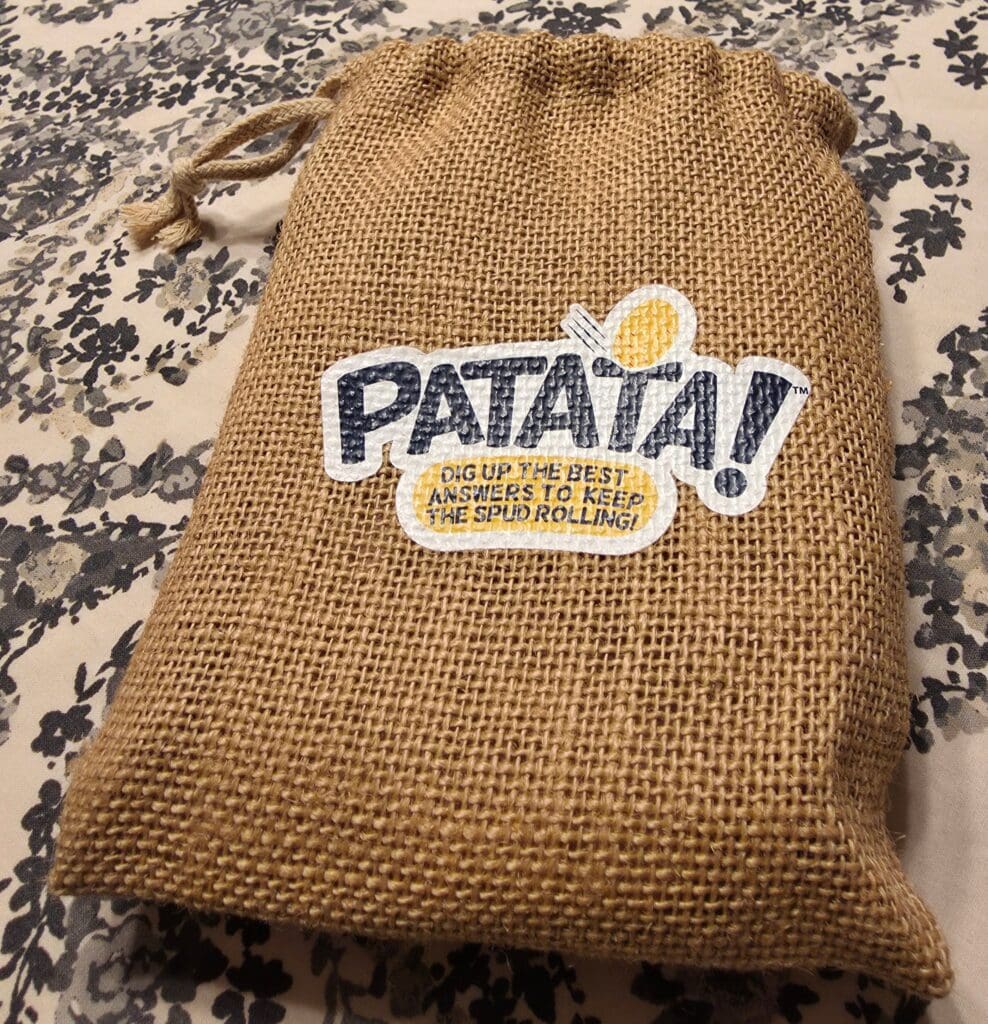 PATATA!™
DIG UP THE BEST
ANSWERS TO KEEP
THE SPUD ROLLING!